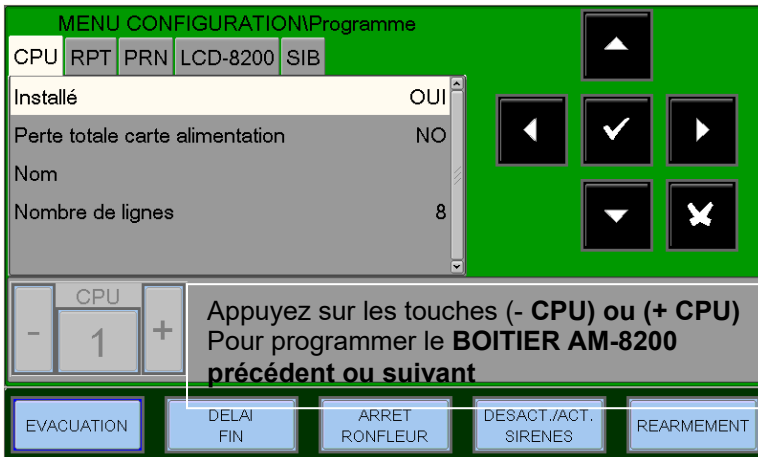 MENU CONFIGURATION\Programme
CPU RPT PRN LCD-8200 SIB
Installé OUI
Perte totale carte alimentation NO
Nom
Nombre de lignes 8
CPU
- 1 +
Appuyez sur les touches (- CPU) ou (+ CPU)
Pour programmer le BOITIER AM-8200
précédent ou suivant
EVACUATION
DELAI
FIN
ARRET
RONFLEUR
DESACT./ACT.
SIRENES
REARMEMENT